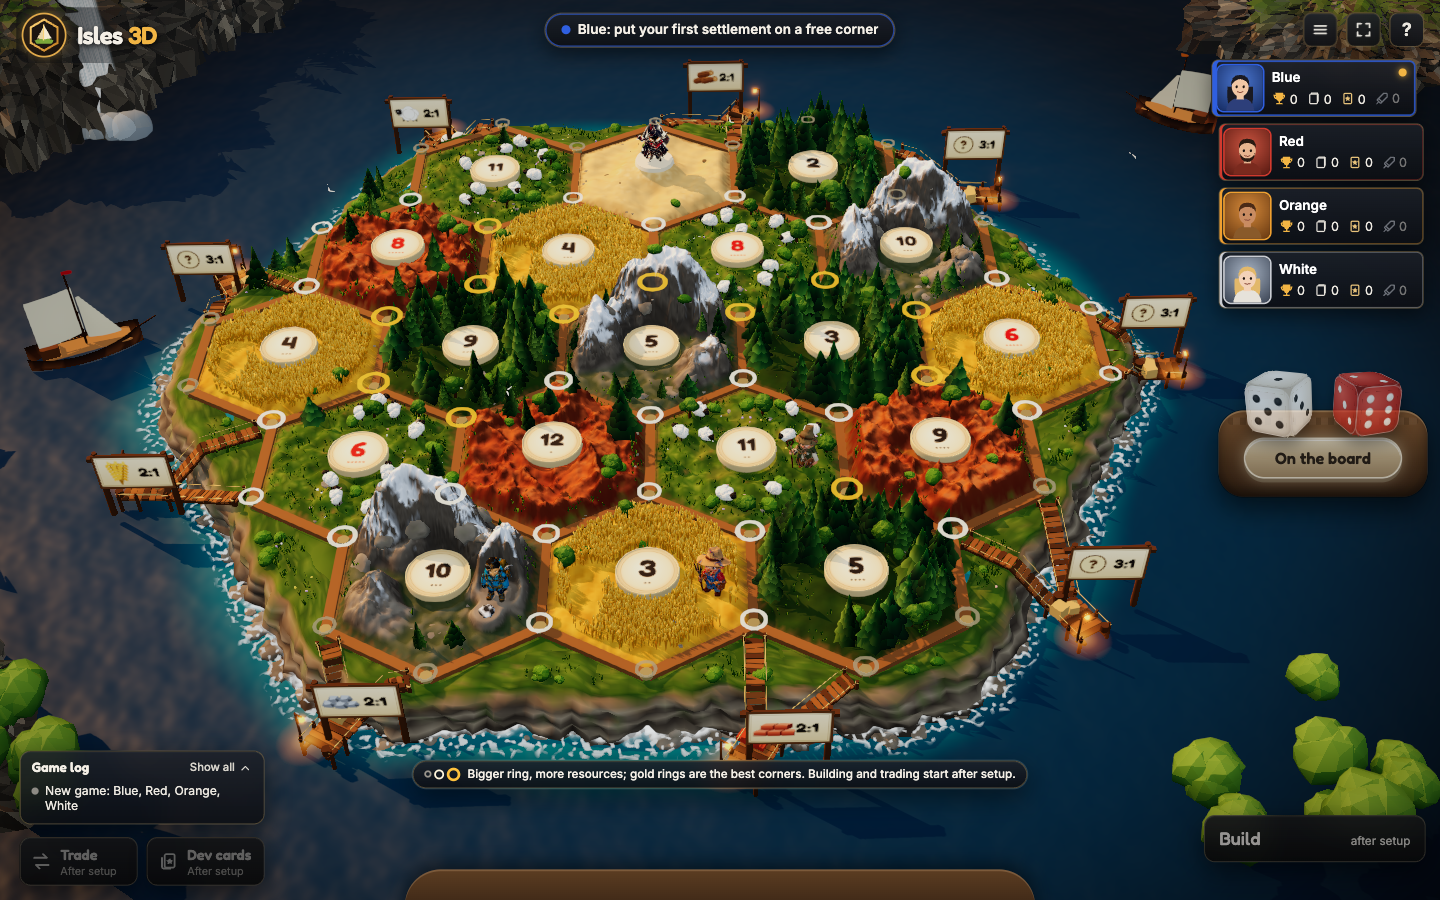 Isles 3D
Blue: put your first settlement on a free corner
?
Blue
0 0 0 0
Red
0 0 0 0
Orange
0 0 0 0
White
0 0 0 0
2:1
2:1
? 3:1
11
2
8
4
8
10
? 3:1
? 3:1
4
9
5
3
6
6
12
11
9
2:1
10
3
5
? 3:1
2:1
2:1
On the board
Bigger ring, more resources; gold rings are the best corners. Building and trading start after setup.
Game log
Show all
New game: Blue, Red, Orange,
White
Trade
After setup
Dev cards
After setup
Build
after setup